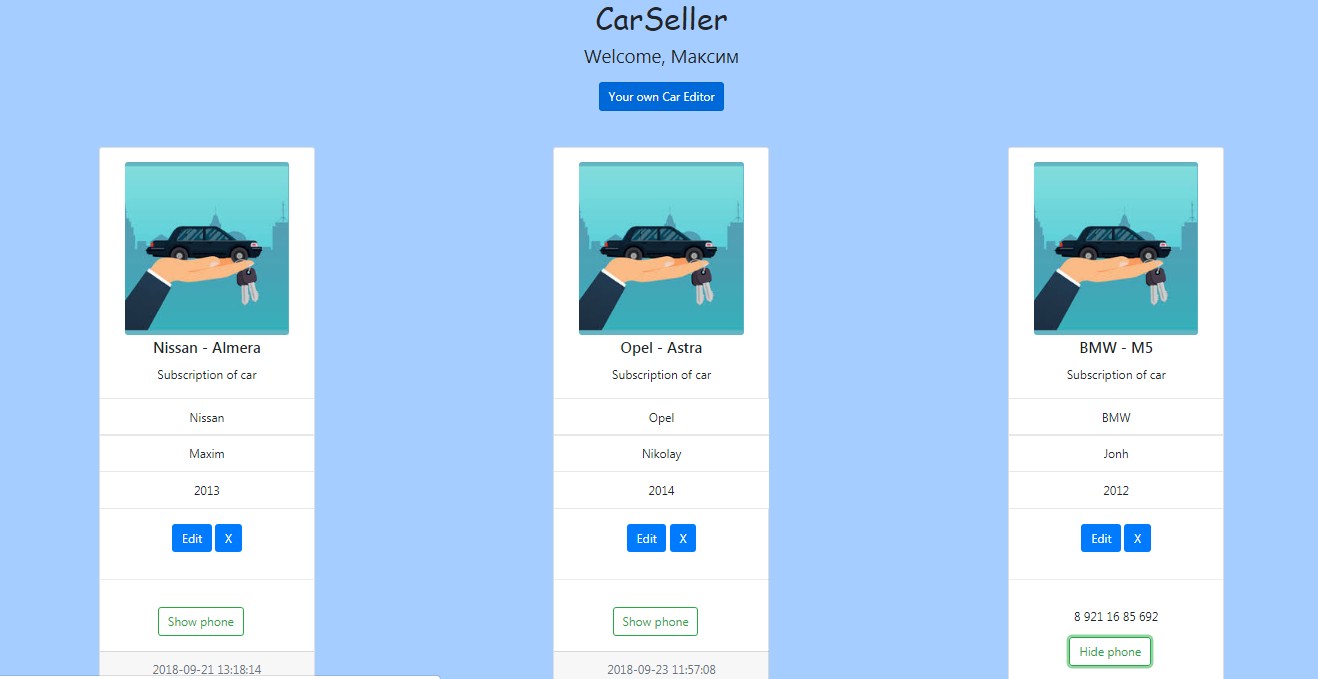 CarSeller
Welcome, Максим
Your own Car Editor
Nissan - Almera
Subscription of car
Nissan
Maxim
2013
Edit X
Show phone
2018-09-21 13:18:14
Opel - Astra
Subscription of car
Opel
Nikolay
2014
Edit X
Show phone
2018-09-23 11:57:08
BMW - M5
Subscription of car
BMW
Jonh
2012
Edit X
8 921 16 85 692
Hide phone